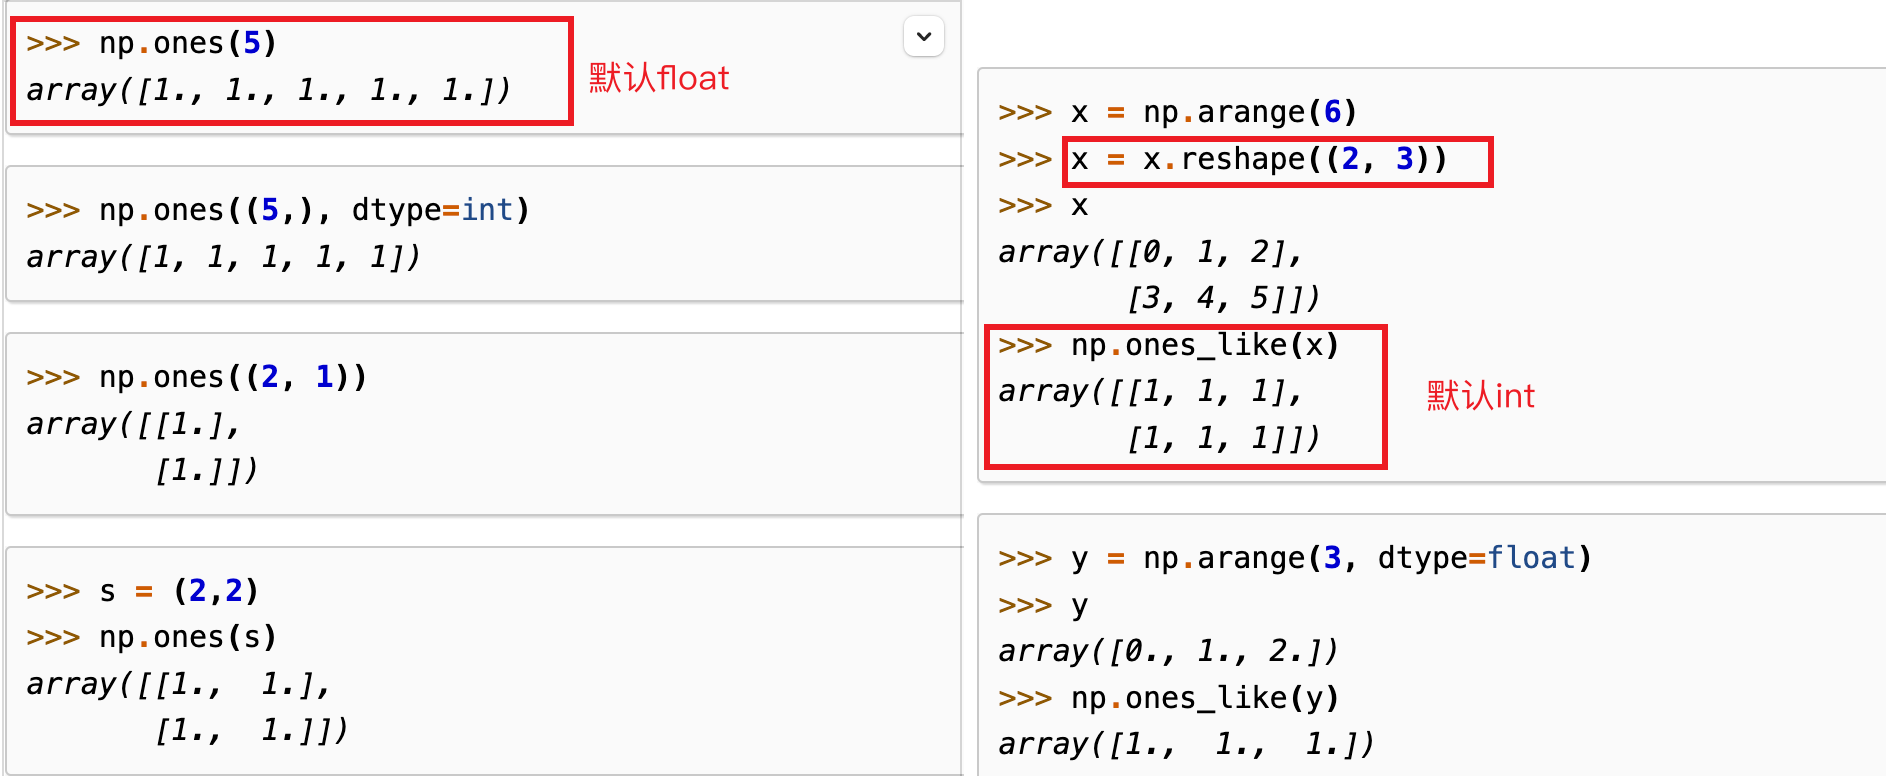 >>> np.ones(5)
array([1., 1., 1., 1., 1.])
默认float
>>> np.ones((5,), dtype=int)
array([1, 1, 1, 1, 1])
>>> np.ones((2, 1))
array([[1.],
       [1.]])
>>> s = (2,2)
>>> np.ones(s)
array([[1.,  1.],
       [1.,  1.]])
>>> x = np.arange(6)
>>> x = x.reshape((2, 3))
>>> x
array([[0, 1, 2],
       [3, 4, 5]])
>>> np.ones_like(x)
array([[1, 1, 1],
       [1, 1, 1]])
默认int
>>> y = np.arange(3, dtype=float)
>>> y
array([0., 1., 2.])
>>> np.ones_like(y)
array([1.,  1.,  1.])